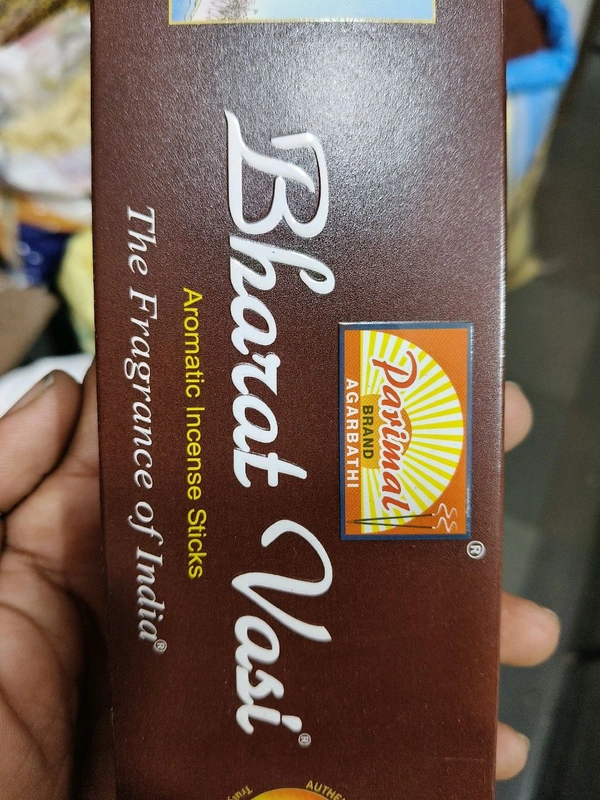 Parimal
BRAND
AGARBATHI
®
Bharat Vasi®
Aromatic Incense Sticks
The Fragrance of India®